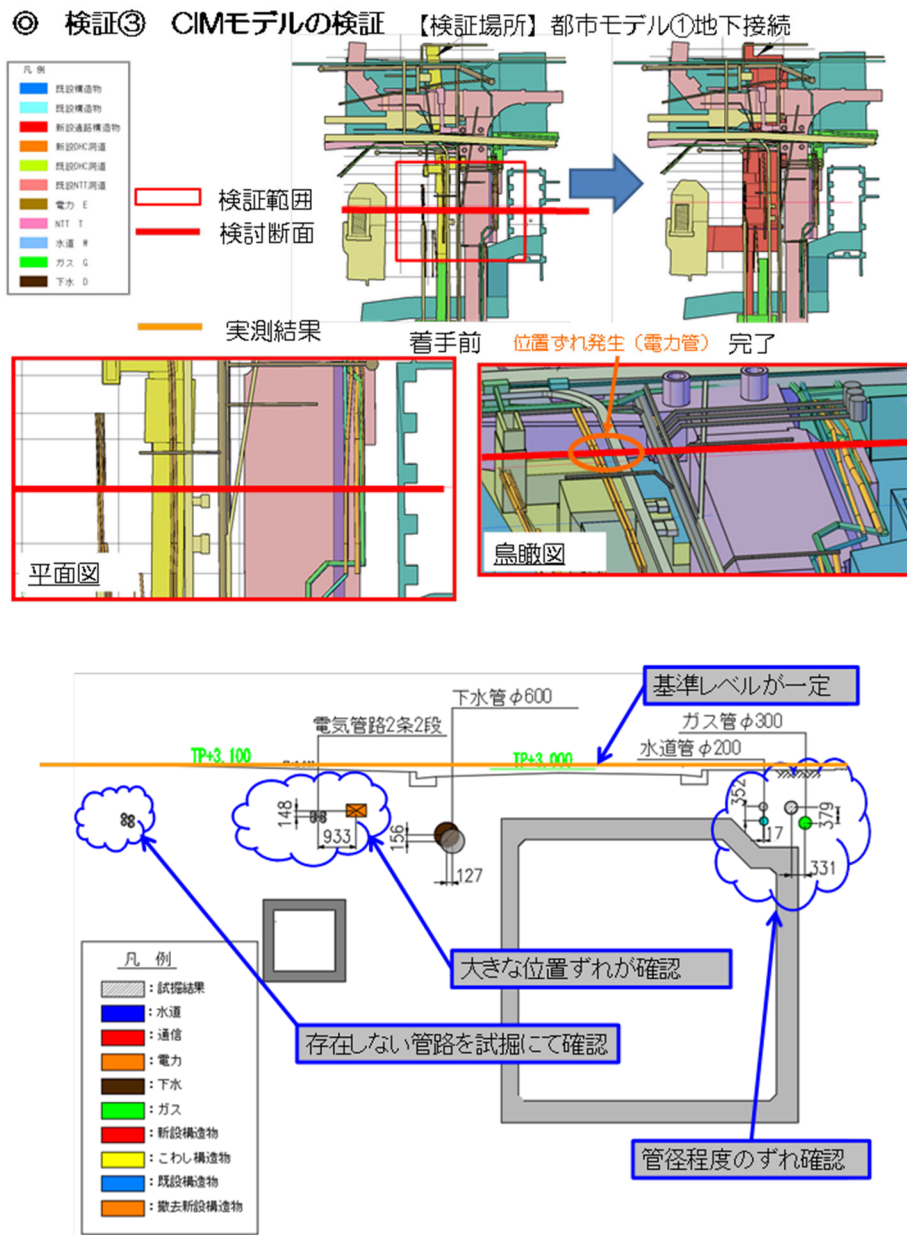 ◎ 検証③ CIMモデルの検証 【検証場所】都市モデル①地下接続
凡 例
既設構造物
既設構造物
新設通路構造物
新設DHC洞道
既設DHC洞道
既設NTT洞道
電力 E
NTT T
水道 W
ガス G
下水 D
検証範囲
検討断面
実測結果
着手前
位置ずれ発生(電力管)
完了
平面図
鳥瞰図
基準レベルが一定
下水管φ600
ガス管φ300
電気管路2条2段
水道管φ200
TP+3.100
TP+3.000
352
148
379
933
156
17
127
331
大きな位置ずれが確認
存在しない管路を試掘にて確認
管径程度のずれ確認
凡 例
:試掘結果
:水道
:通信
:電力
:下水
:ガス
:新設構造物
:こわし構造物
:既設構造物
:撤去新設構造物